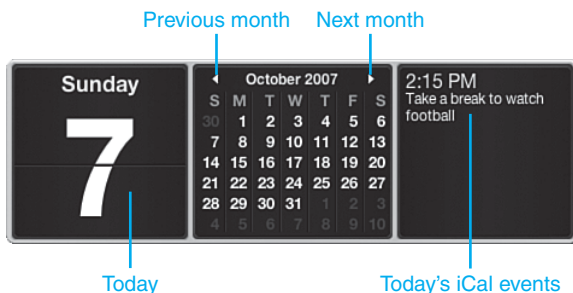 Previous month Next month
Sunday
7
October 2007
S M T W T F S
30 1 2 3 4 5 6
7 8 9 10 11 12 13
14 15 16 17 18 19 20
21 22 23 24 25 26 27
28 29 30 31 1 2 3
4 5 6 7 8 9 10
2:15 PM
Take a break to watch
football
Today Today's iCal events